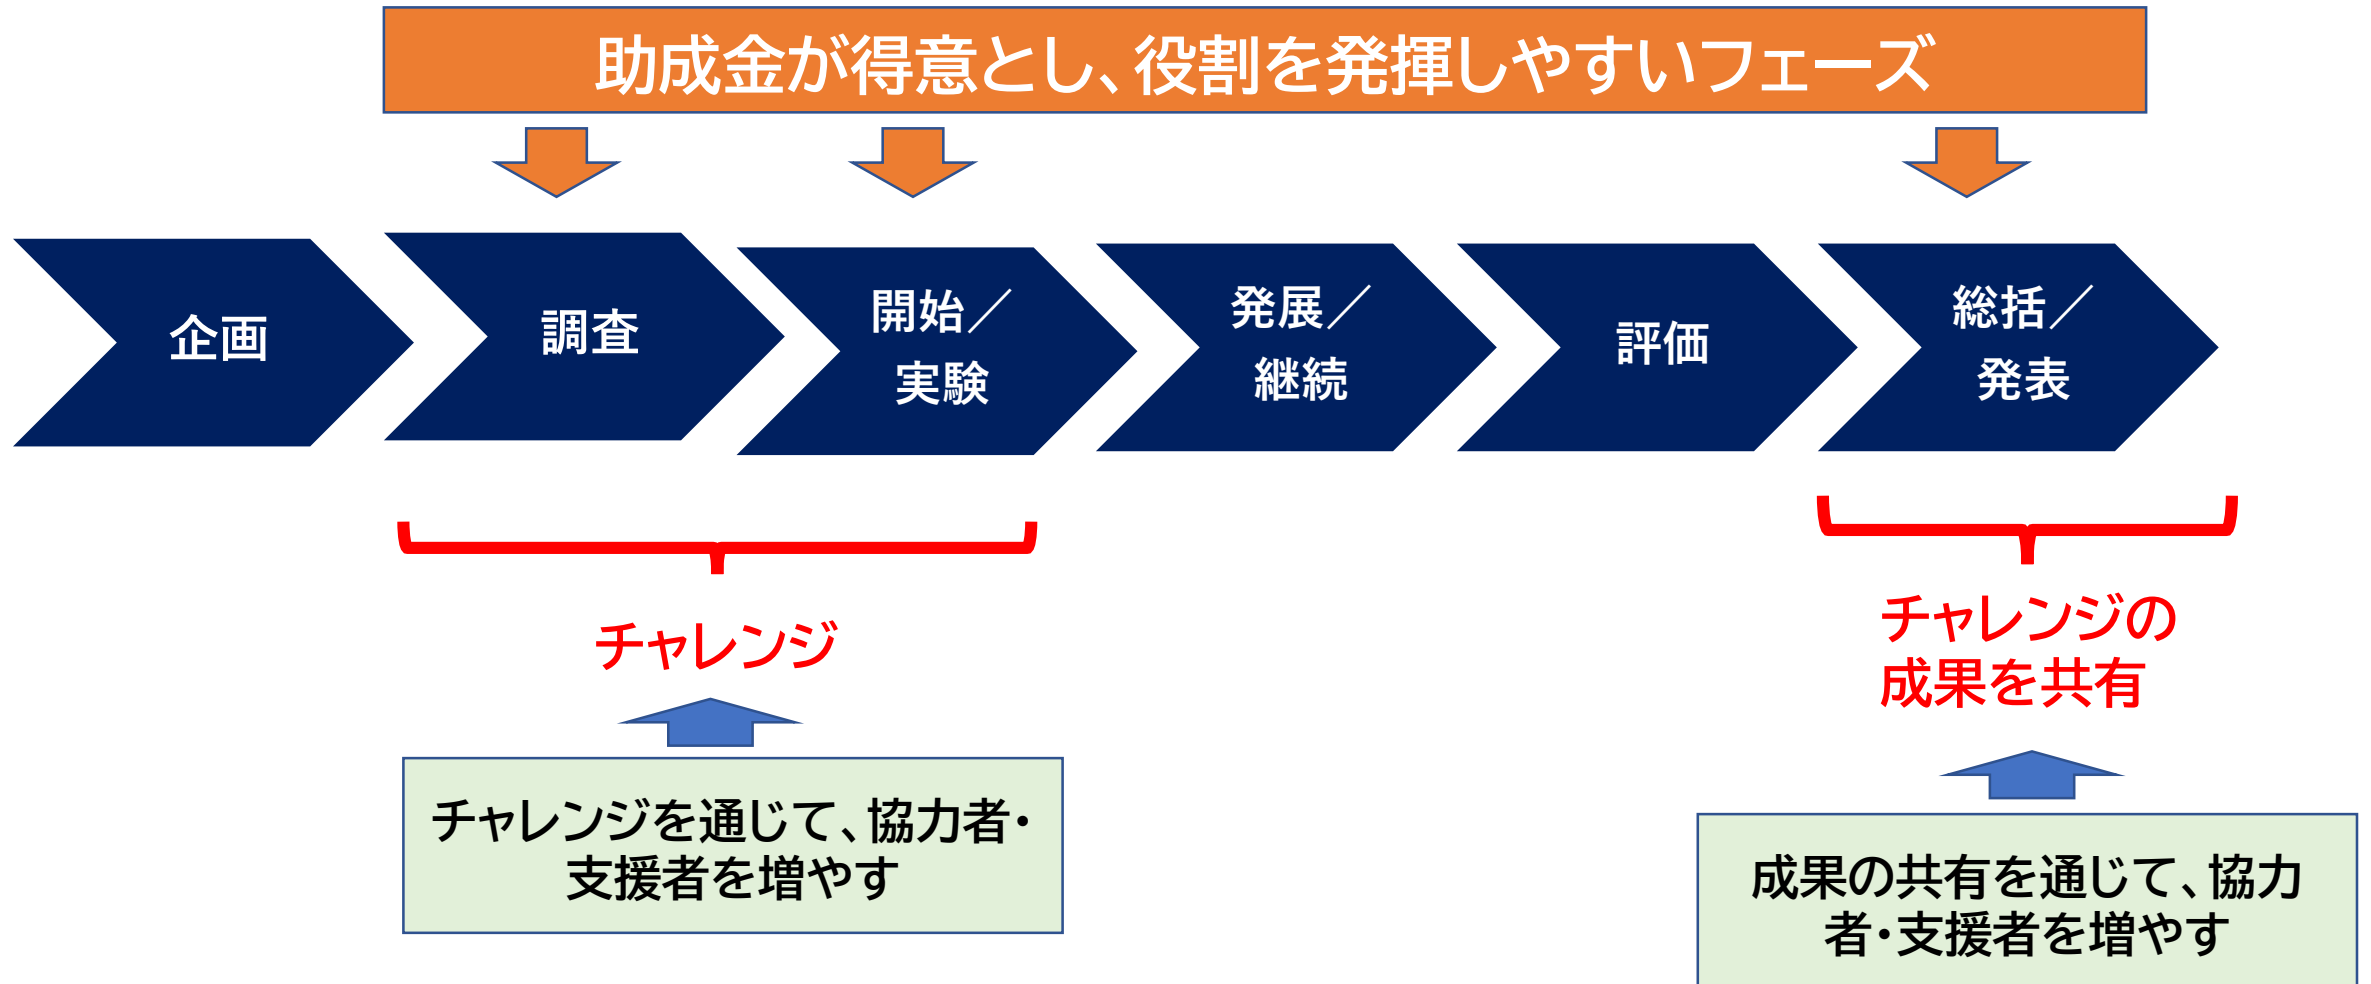 助成金が得意とし、役割を発揮しやすいフェーズ
企画
調査
開始／
実験
発展／
継続
評価
総括／
発表
チャレンジ
チャレンジの
成果を共有
チャレンジを通じて、協力者・
支援者を増やす
成果の共有を通じて、協力
者・支援者を増やす